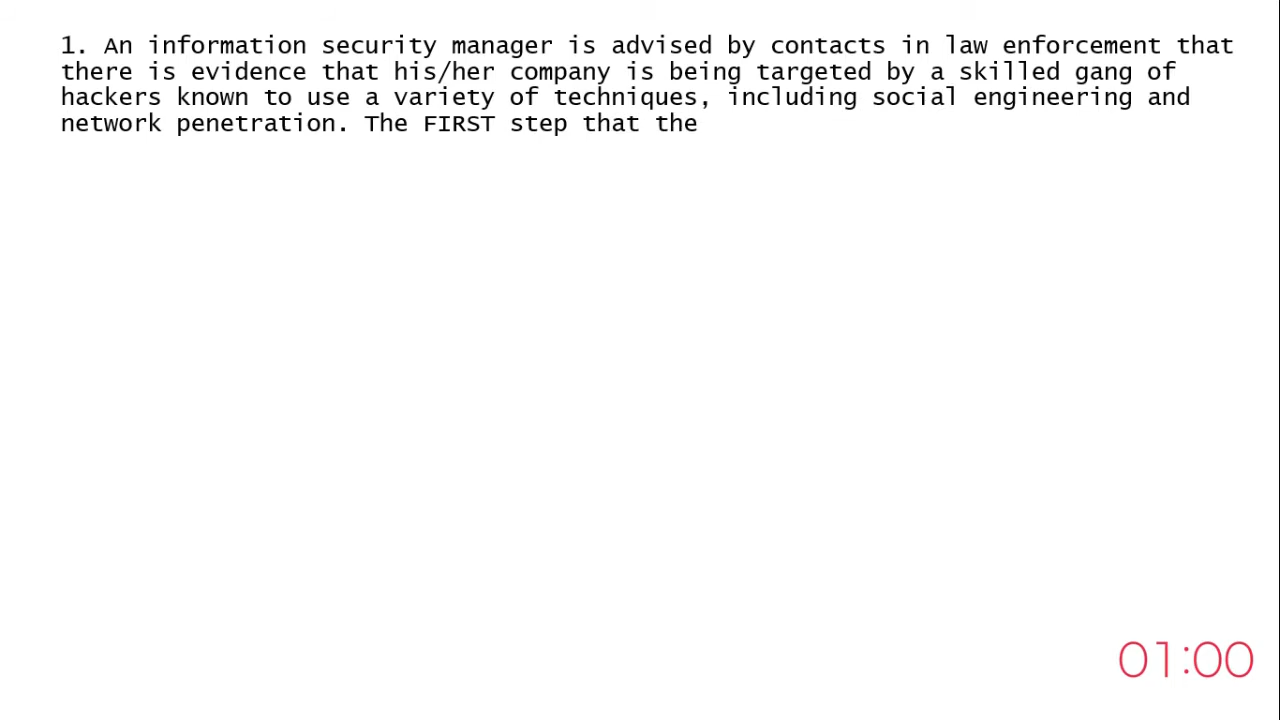 1. An information security manager is advised by contacts in law enforcement that
there is evidence that his/her company is being targeted by a skilled gang of
hackers known to use a variety of techniques, including social engineering and
network penetration. The FIRST step that the
01:00